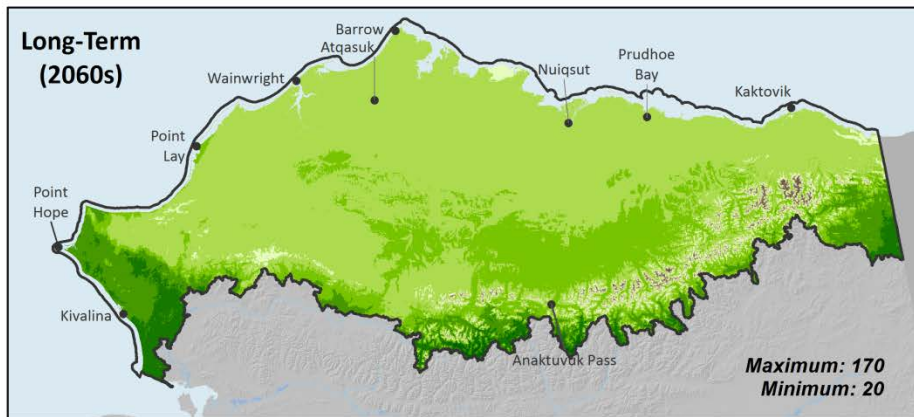 Long-Term
(2060s)
Barrow
Atqasuk
Wainwright
Nuiqsut
Prudhoe
Bay
Kaktovik
Point
Lay
Point
Hope
Kivalina
Anaktuvuk Pass
Maximum: 170
Minimum: 20